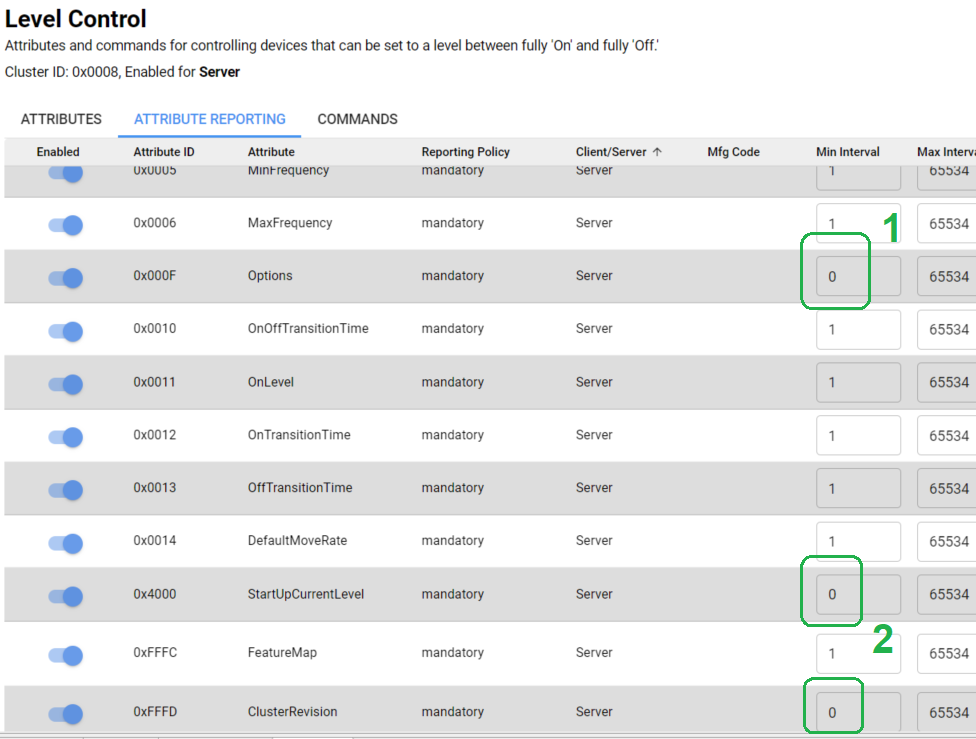 Level Control
Attributes and commands for controlling devices that can be set to a level between fully 'On' and fully 'Off.'
Cluster ID: 0x0008, Enabled for Server
ATTRIBUTES ATTRIBUTE REPORTING COMMANDS
Enabled Attribute ID Attribute Reporting Policy Client/Server Mfg Code Min Interval Max Interva
0x0005 MinFrequency mandatory Server 1 65534
0x0006 MaxFrequency mandatory Server 1 65534
1
0x000F Options mandatory Server 0 65534
0x0010 OnOffTransitionTime mandatory Server 1 65534
0x0011 OnLevel mandatory Server 1 65534
0x0012 OnTransitionTime mandatory Server 1 65534
0x0013 OffTransitionTime mandatory Server 1 65534
0x0014 DefaultMoveRate mandatory Server 1 65534
0x4000 StartUpCurrentLevel mandatory Server 0 65534
2
0xFFFC FeatureMap mandatory Server 1 65534
0xFFFD ClusterRevision mandatory Server 0 65534